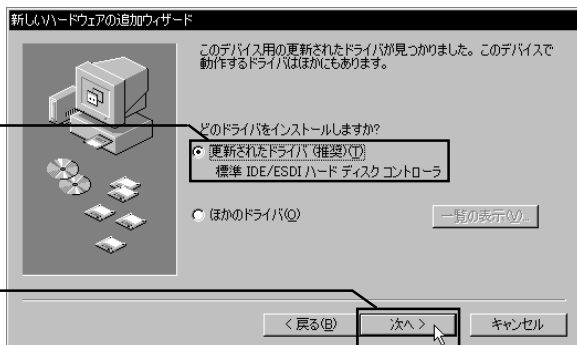 新しいハードウェアの追加ウィザード
このデバイス用の更新されたドライバが見つかりました。このデバイスで
動作するドライバはほかにもあります。
どのドライバをインストールしますか?
更新されたドライバ (推奨)(T)
標準 IDE/ESDI ハード ディスク コントローラ
ほかのドライバ(O)
一覧の表示(V)...
< 戻る(B)
次へ >
キャンセル